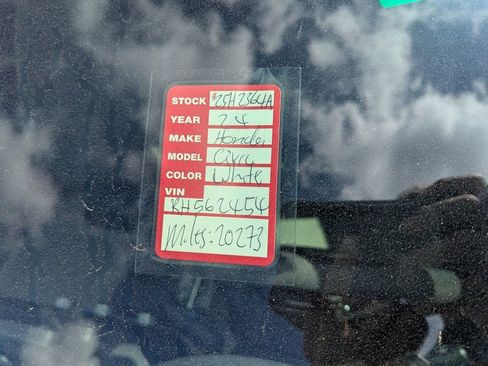 STOCK #25H2364A
YEAR 24
MAKE Honda
MODEL Civic
COLOR White
VIN
RH562454
Miles: 20273